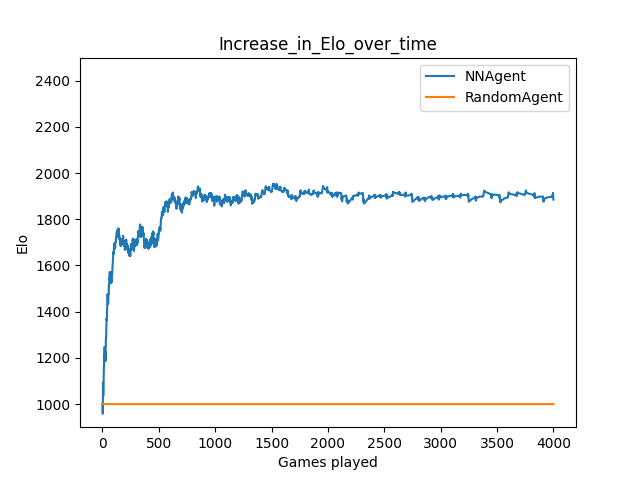 Increase_in_Elo_over_time
NNAgent
RandomAgent
2400
2200
2000
1800
1600
1400
1200
1000
Elo
0 500 1000 1500 2000 2500 3000 3500 4000
Games played